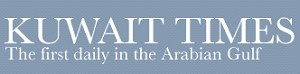 KUWAIT TIMES
The first daily in the Arabian Gulf